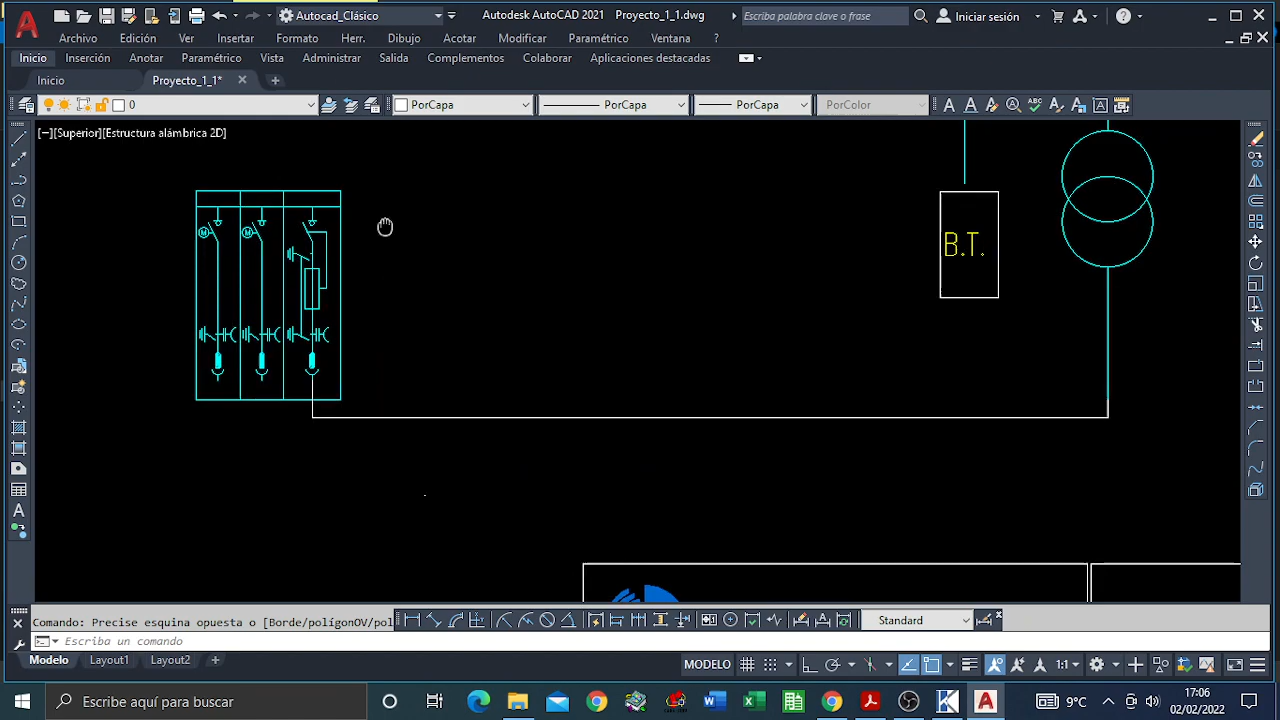 Autocad_Clásico
Autodesk AutoCAD 2021 Proyecto_1_1.dwg
Escriba palabra clave o frase
Iniciar sesión
?
Archivo Edición Ver Insertar Formato Herr. Dibujo Acotar Modificar Paramétrico Ventana ?
Inicio Inserción Anotar Paramétrico Vista Administrar Salida Complementos Colaborar Aplicaciones destacadas
Inicio Proyecto_1_1*
0 PorCapa PorCapa PorCapa PorColor
[−][Superior][Estructura alámbrica 2D]
M M
B.T.
Comando: Precise esquina opuesta o [Borde/polígonOV/pol
Standard
Escriba un comando
Modelo Layout1 Layout2 +
MODELO 1:1
Escribe aquí para buscar
9°C
17:06
02/02/2022